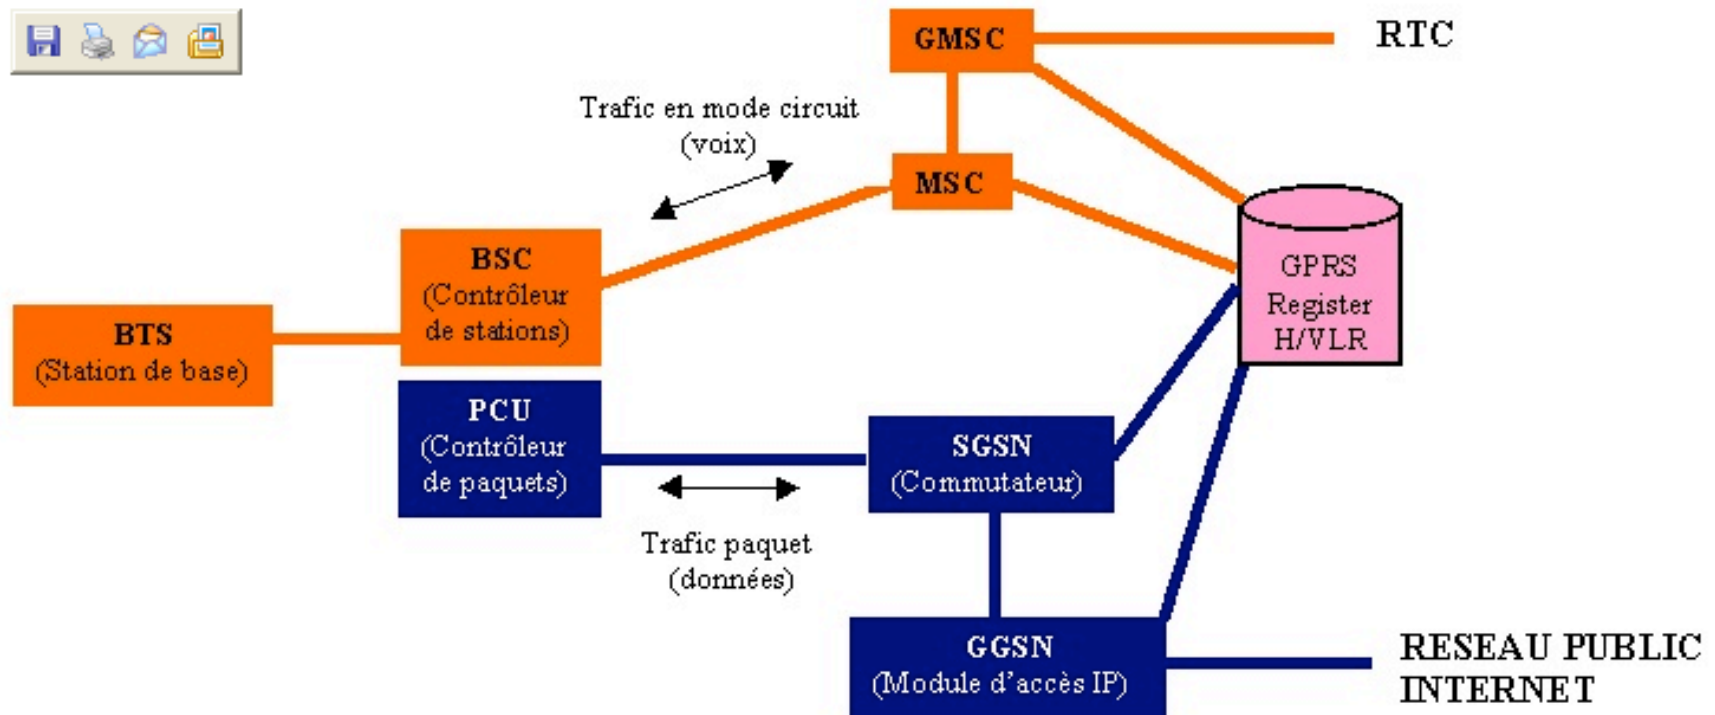 GMSC
RTC
Trafic en mode circuit
(voix)
MSC
BSC
(Contrôleur
de stations)
GPRS
Register
H/VLR
BTS
(Station de base)
PCU
(Contrôleur
de paquets)
SGSN
(Commutateur)
Trafic paquet
(données)
GGSN
(Module d'accès IP)
RESEAU PUBLIC
INTERNET